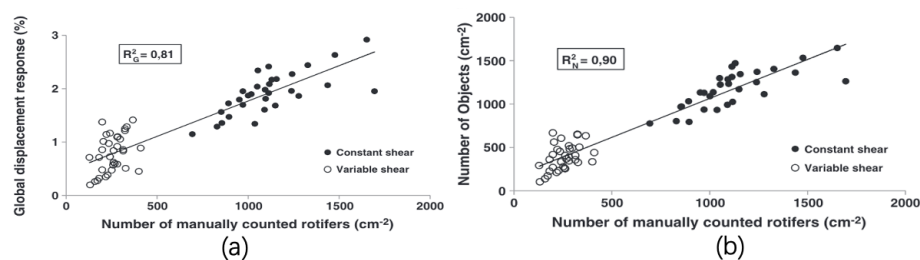 Global displacement response (%)
3
2
1
0
R²G = 0,81
Constant shear
Variable shear
0 500 1000 1500 2000
Number of manually counted rotifers (cm⁻²)
(a)
Number of Objects (cm⁻²)
2000
1500
1000
500
0
R²N = 0,90
Constant shear
Variable shear
0 500 1000 1500 2000
Number of manually counted rotifers (cm⁻²)
(b)